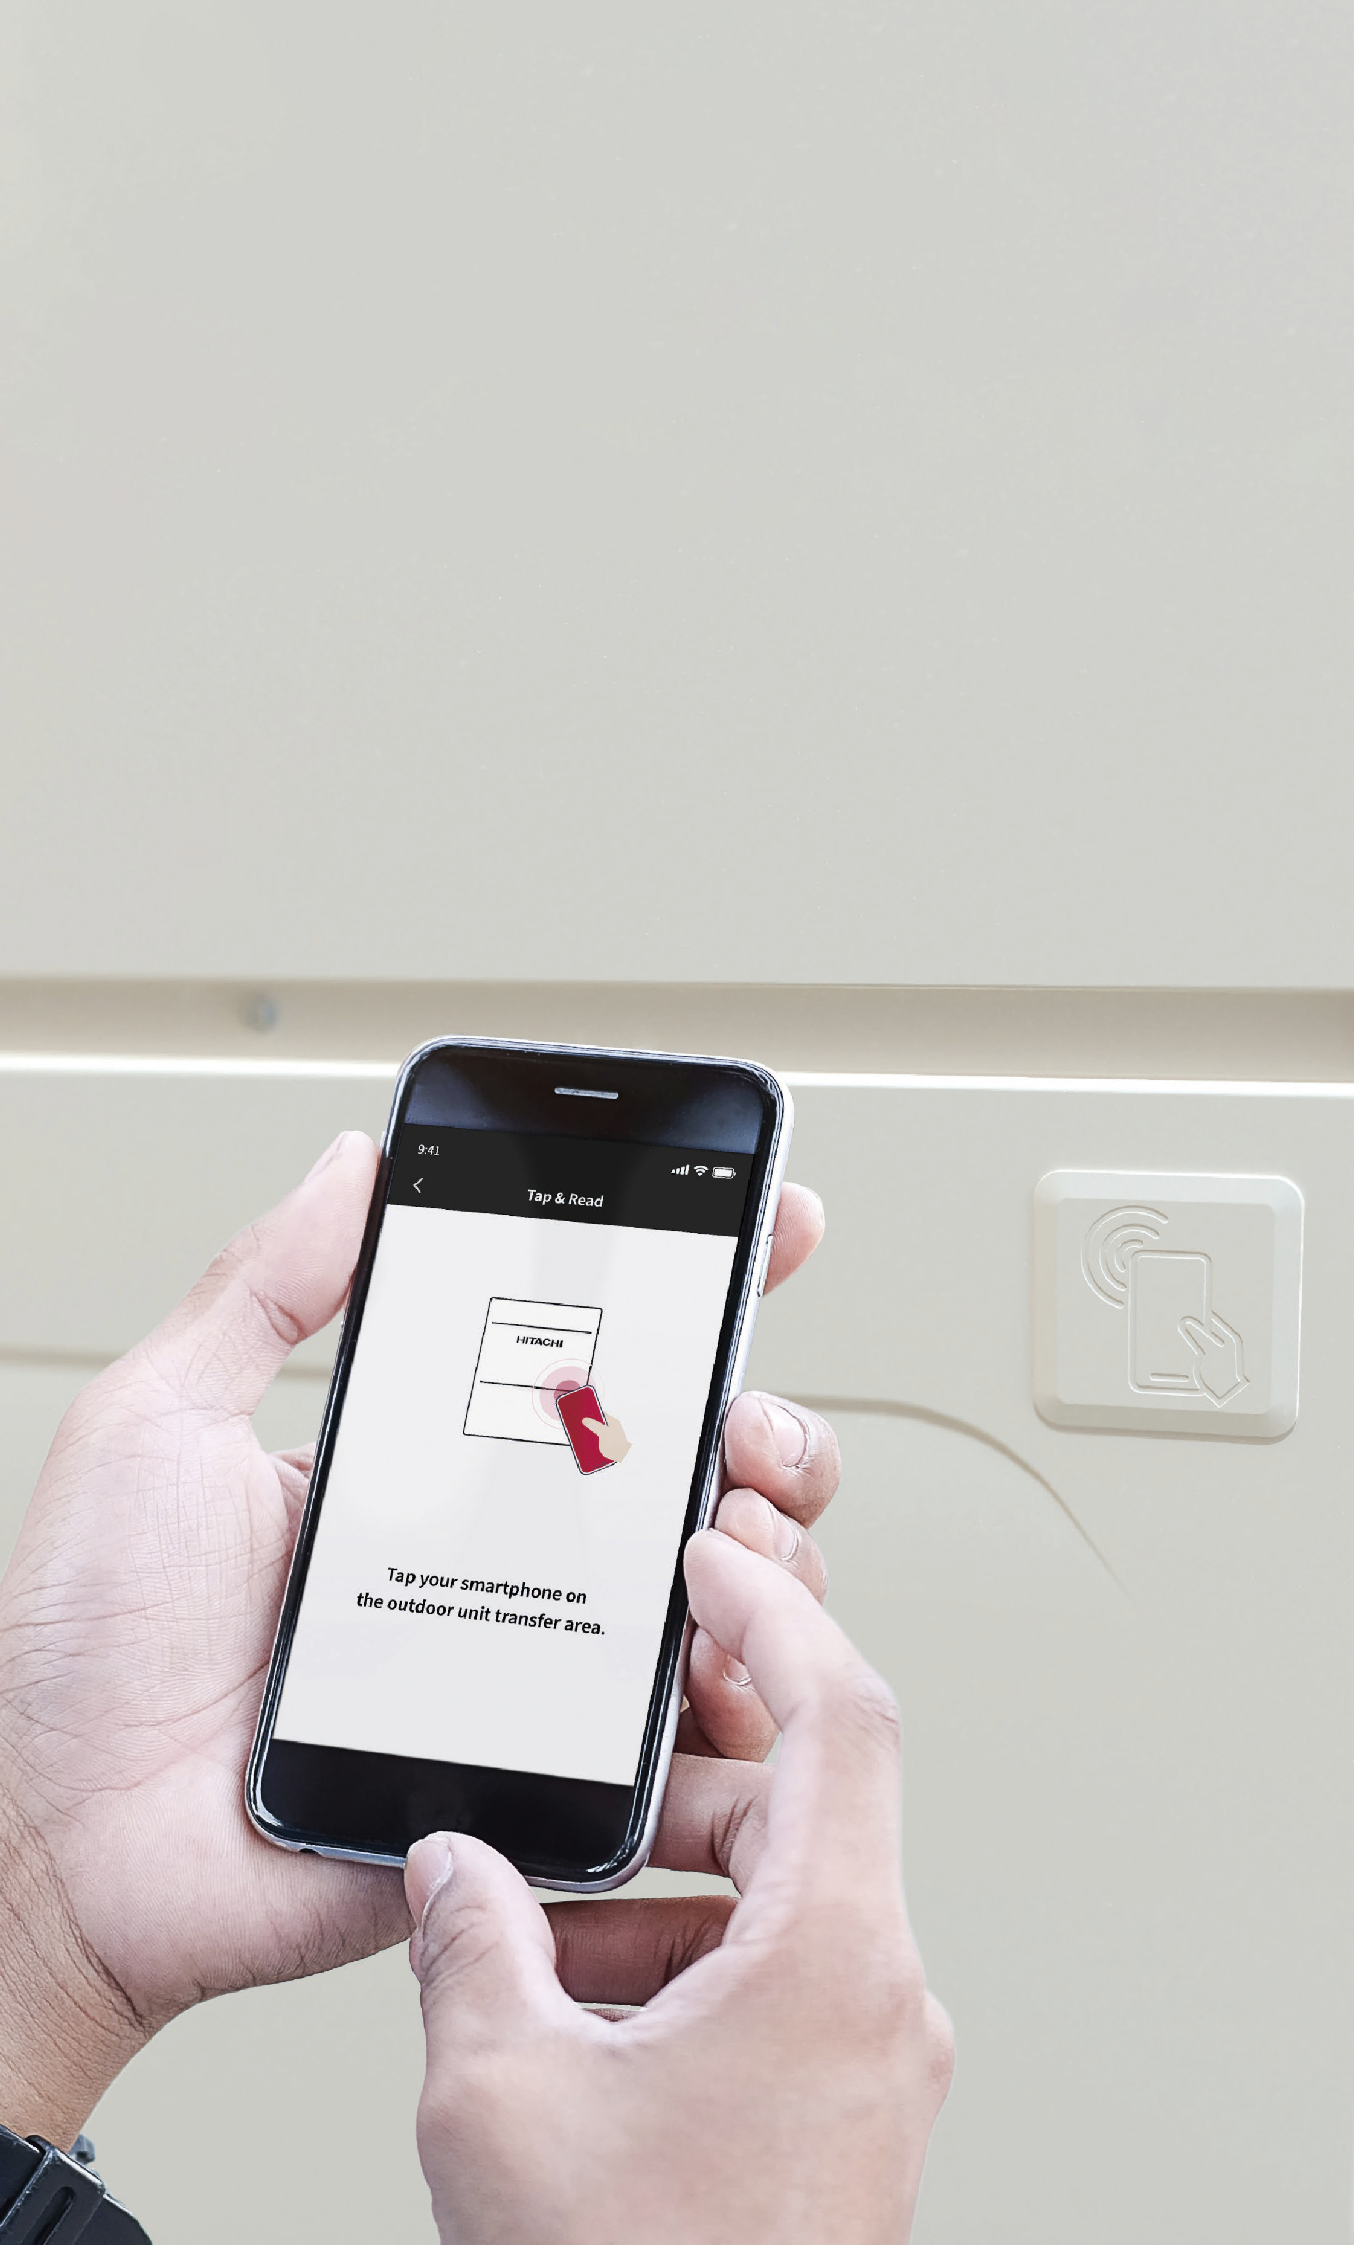 9:41
Tap & Read
HITACHI
Tap your smartphone on
the outdoor unit transfer area.